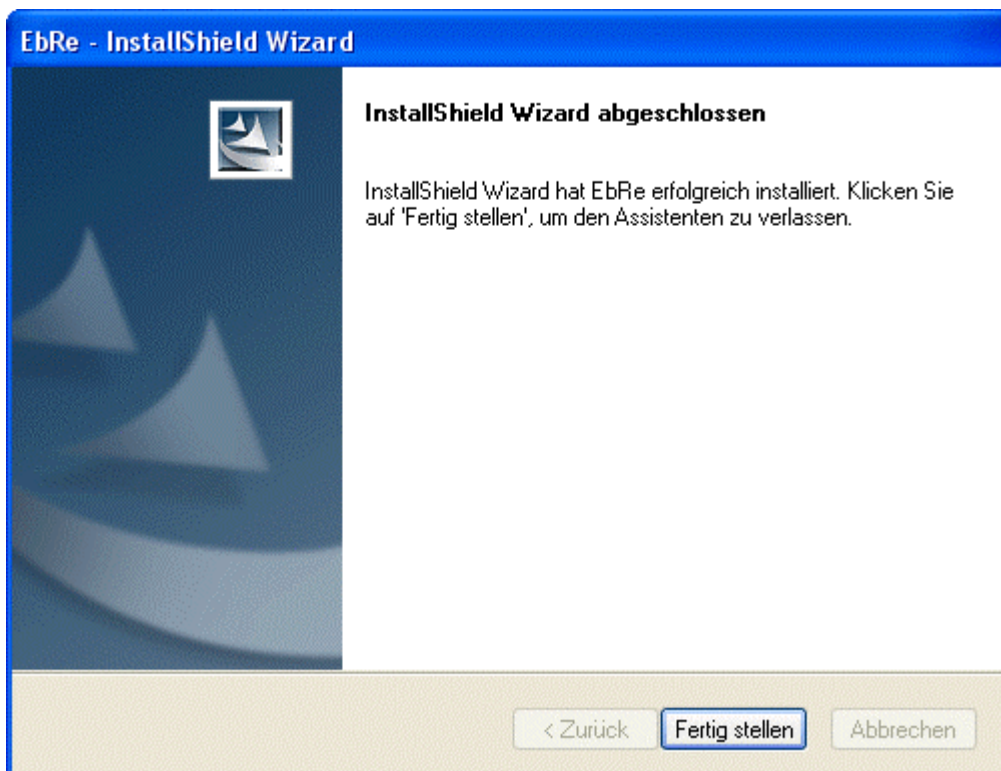 EbRe - InstallShield Wizard
InstallShield Wizard abgeschlossen
InstallShield Wizard hat EbRe erfolgreich installiert. Klicken Sie
auf 'Fertig stellen', um den Assistenten zu verlassen.
< Zurück Fertig stellen Abbrechen